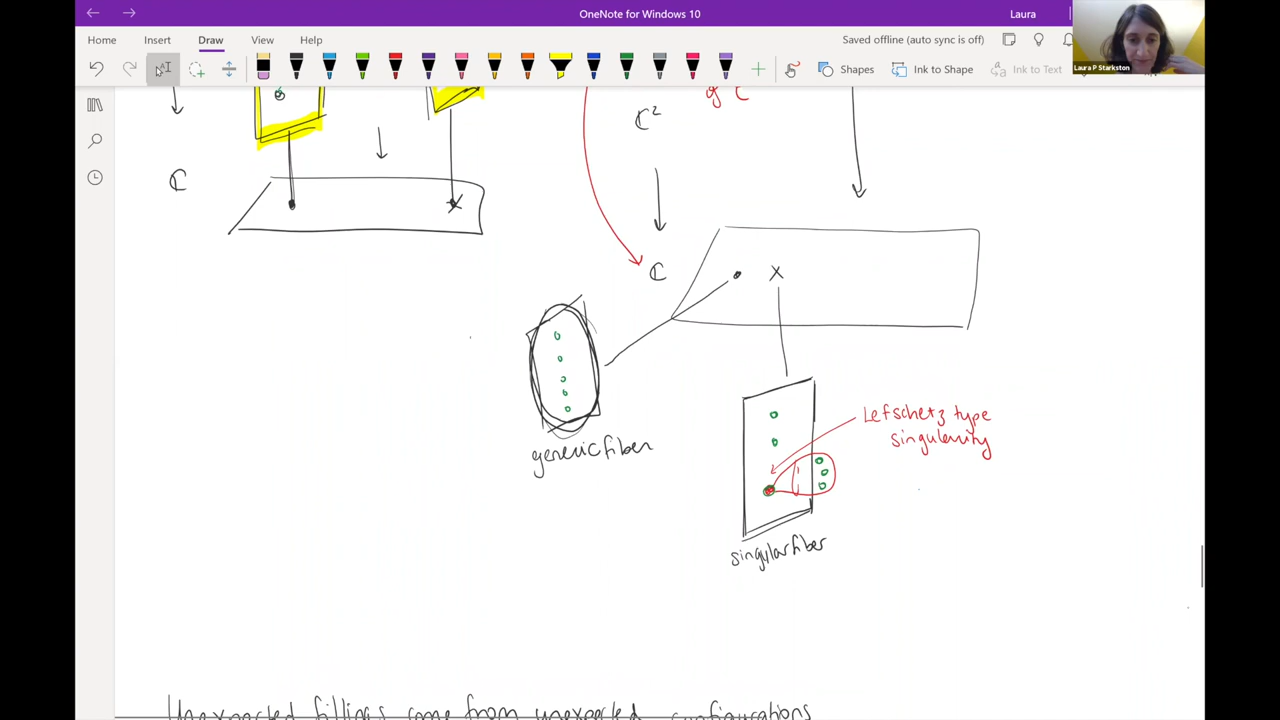 OneNote for Windows 10
Laura
Home
Insert
Draw
View
Help
Saved offline (auto sync is off)
Shapes
Ink to Shape
Ink to Text
Laura P Starkston
of C
ℂ²
ℂ
ℂ
X
generic fiber
Lefschetz type
singularity
singular fiber
Unexpected fillings come from unexpected configurations